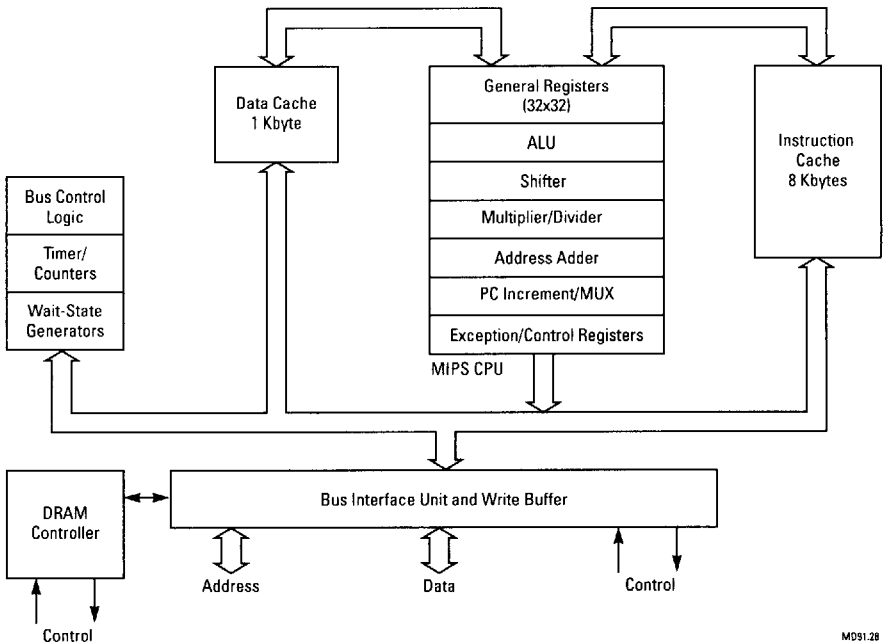 Data Cache
1 Kbyte
General Registers
(32x32)
ALU
Shifter
Multiplier/Divider
Address Adder
PC Increment/MUX
Exception/Control Registers
MIPS CPU
Instruction
Cache
8 Kbytes
Bus Control
Logic
Timer/
Counters
Wait-State
Generators
DRAM
Controller
Bus Interface Unit and Write Buffer
Address
Data
Control
Control
MD91.28